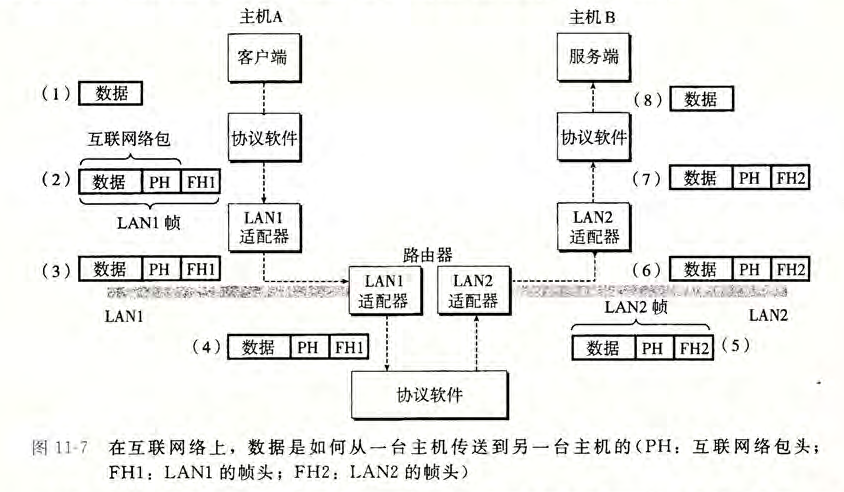 主机A
主机B
客户端
服务端
(1) 数据
(8) 数据
协议软件
协议软件
互联网络包
(2) 数据 PH FH1
(7) 数据 PH FH2
LAN1 帧
LAN1
适配器
LAN2
适配器
路由器
(3) 数据 PH FH1
(6) 数据 PH FH2
LAN1
适配器
LAN2
适配器
LAN1
LAN2 帧
LAN2
(4) 数据 PH FH1
数据 PH FH2 (5)
协议软件
图 11-7 在互联网络上，数据是如何从一台主机传送到另一台主机的(PH：互联网络包头；
FH1：LAN1 的帧头；FH2：LAN2 的帧头)